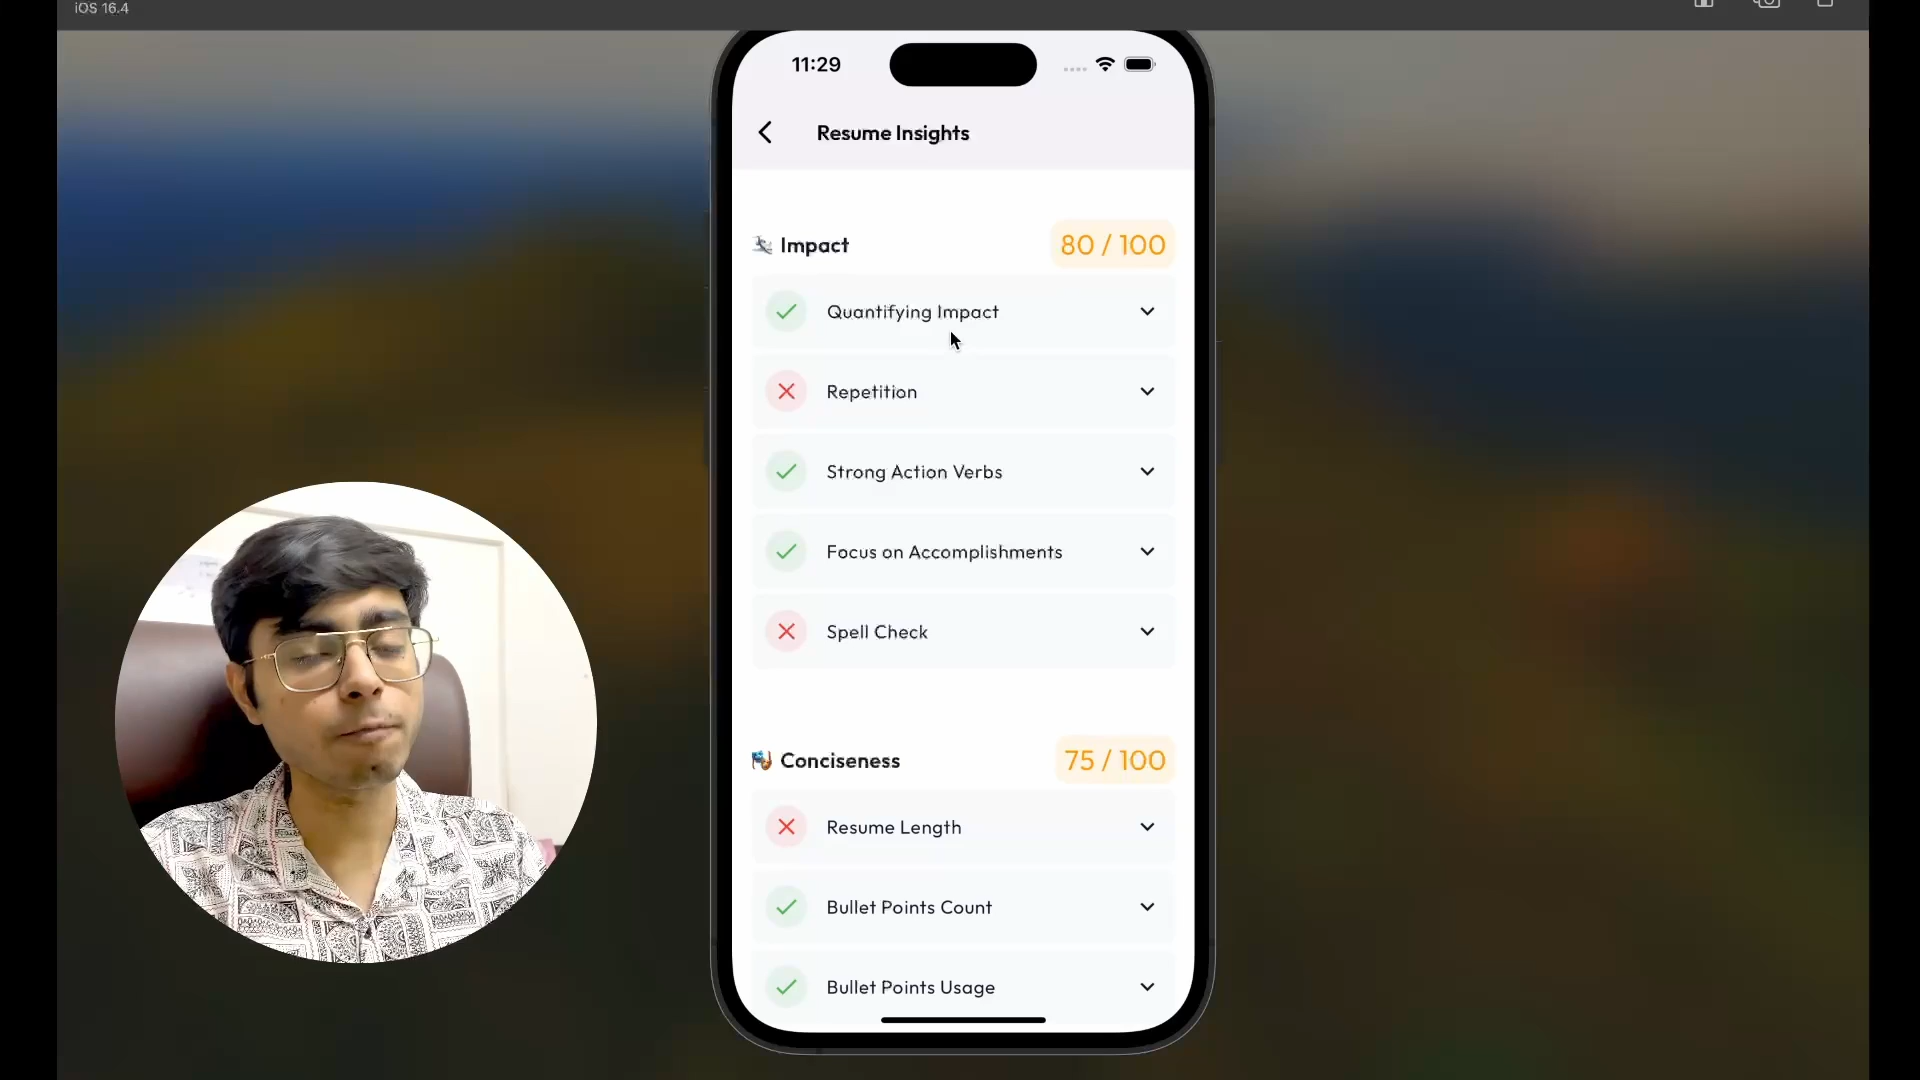 iOS 16.4
11:29
Resume Insights
Impact
80 / 100
Quantifying Impact
Repetition
Strong Action Verbs
Focus on Accomplishments
Spell Check
Conciseness
75 / 100
Resume Length
Bullet Points Count
Bullet Points Usage